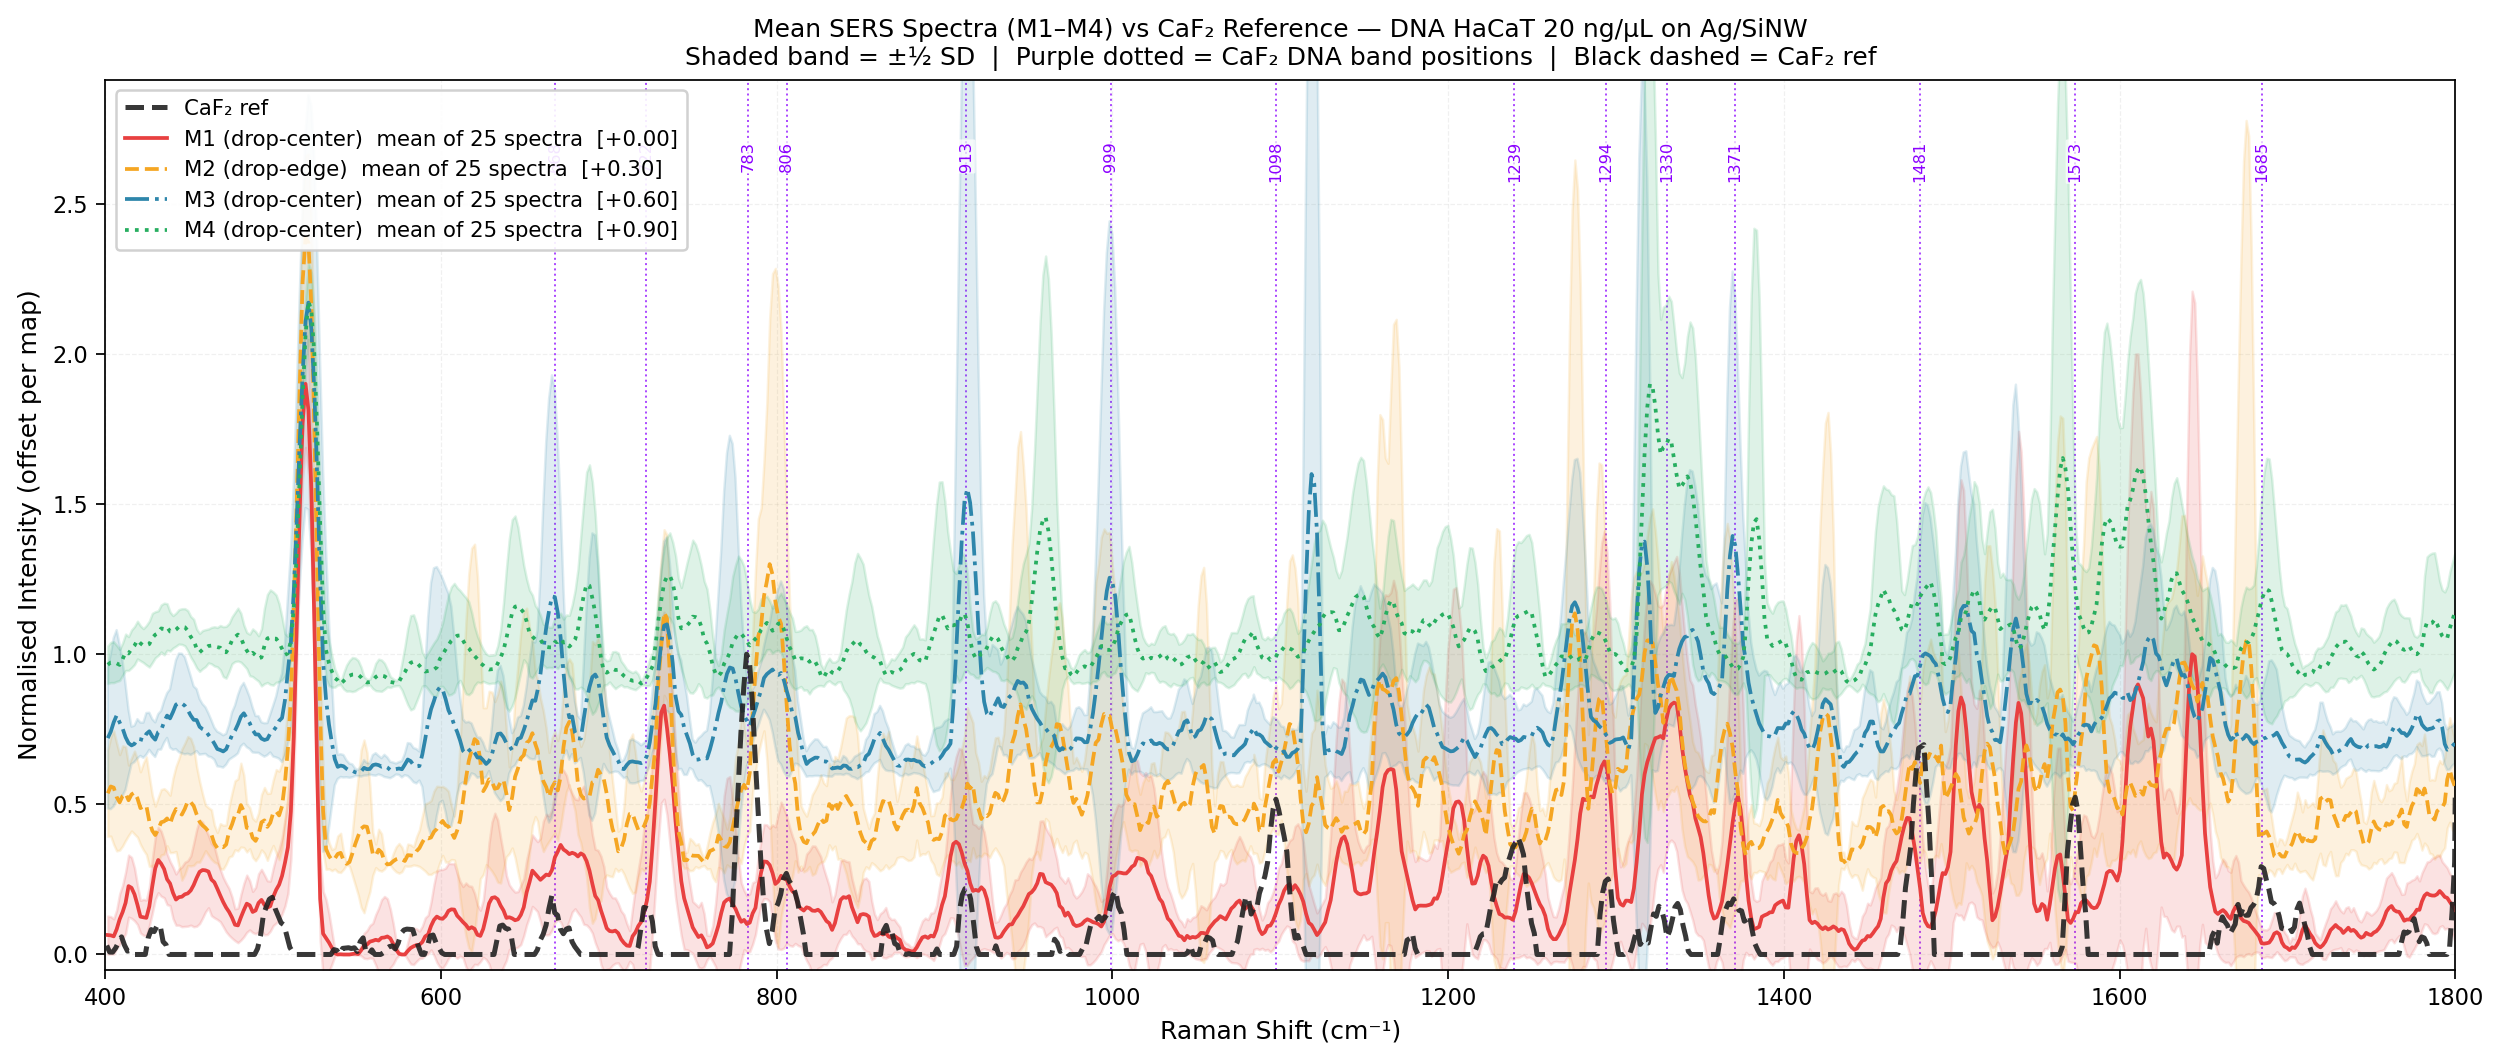 Mean SERS Spectra (M1–M4) vs CaF₂ Reference — DNA HaCaT 20 ng/µL on Ag/SiNW
Shaded band = ±½ SD | Purple dotted = CaF₂ DNA band positions | Black dashed = CaF₂ ref
CaF₂ ref
M1 (drop-center) mean of 25 spectra [+0.00]
M2 (drop-edge) mean of 25 spectra [+0.30]
M3 (drop-center) mean of 25 spectra [+0.60]
M4 (drop-center) mean of 25 spectra [+0.90]
783
806
913
999
1098
1239
1294
1330
1371
1481
1573
1685
Normalised Intensity (offset per map)
2.5
2.0
1.5
1.0
0.5
0.0
400
600
800
1000
1200
1400
1600
1800
Raman Shift (cm⁻¹)